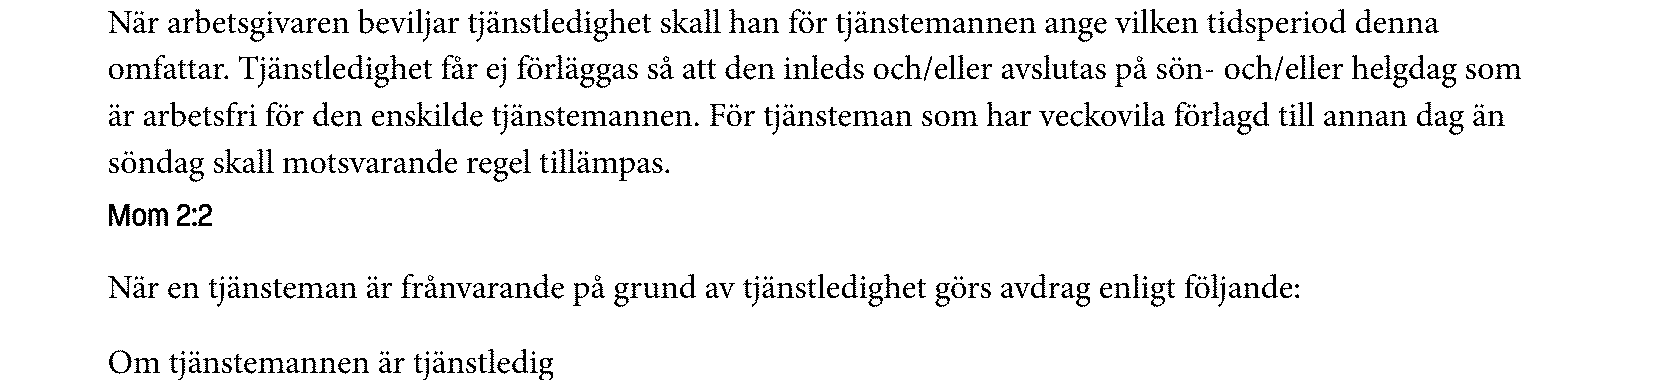 När arbetsgivaren beviljar tjänstledighet skall han för tjänstemannen ange vilken tidsperiod denna
omfattar. Tjänstledighet får ej förläggas så att den inleds och/eller avslutas på sön- och/eller helgdag som
är arbetsfri för den enskilde tjänstemannen. För tjänsteman som har veckovila förlagd till annan dag än
söndag skall motsvarande regel tillämpas.
Mom 2:2
När en tjänsteman är frånvarande på grund av tjänstledighet görs avdrag enligt följande:
Om tjänstemannen är tjänstledig